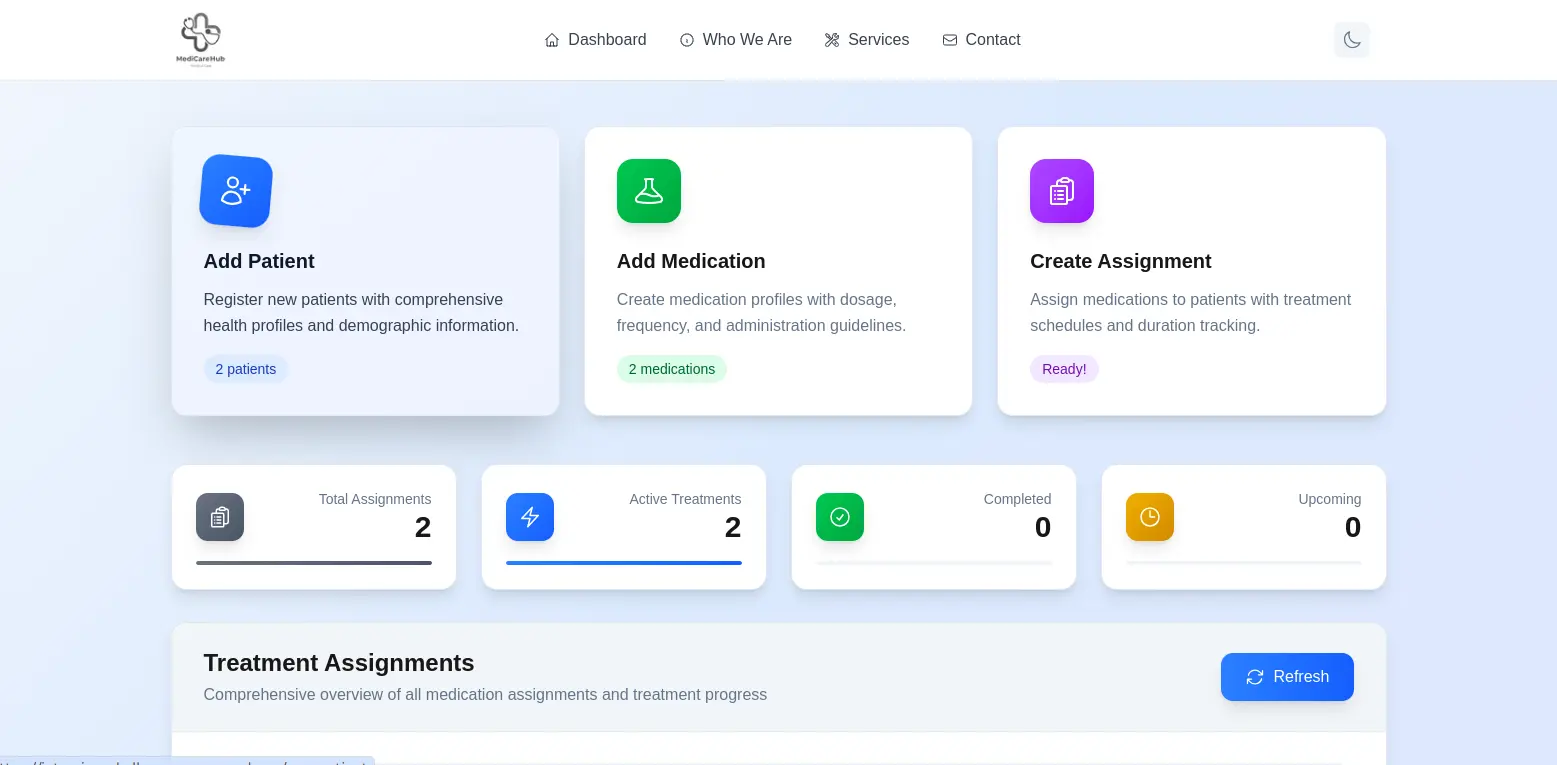 MediCareHub
Dashboard
Who We Are
Services
Contact
Add Patient
Register new patients with comprehensive
health profiles and demographic information.
2 patients
Add Medication
Create medication profiles with dosage,
frequency, and administration guidelines.
2 medications
Create Assignment
Assign medications to patients with treatment
schedules and duration tracking.
Ready!
Total Assignments
2
Active Treatments
2
Completed
0
Upcoming
0
Treatment Assignments
Comprehensive overview of all medication assignments and treatment progress
Refresh